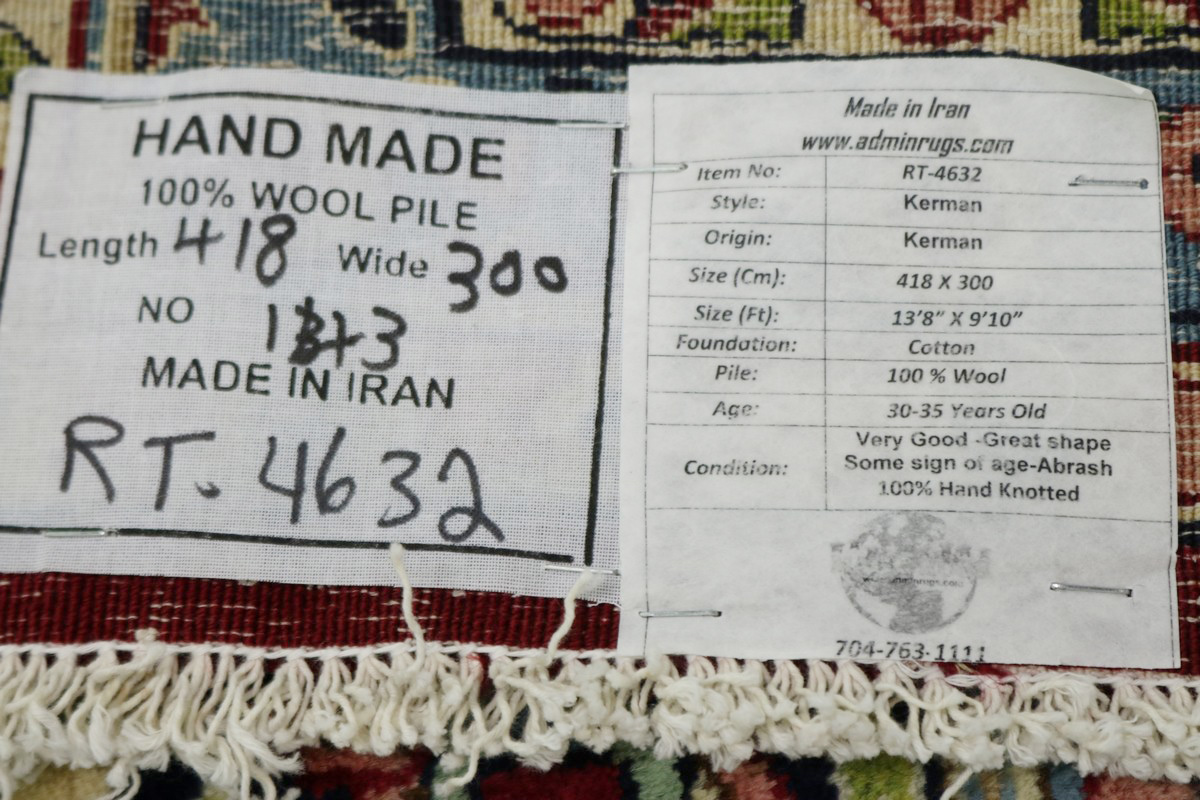 HAND MADE
100% WOOL PILE
Length 418 Wide 300
NO
MADE IN IRAN
RT. 4632
Made in Iran
www.adminrugs.com
Item No: RT-4632
Style: Kerman
Origin: Kerman
Size (Cm): 418 X 300
Size (Ft): 13'8" X 9'10"
Foundation: Cotton
Pile: 100 % Wool
Age: 30-35 Years Old
Condition: Very Good -Great shape
Some sign of age-Abrash
100% Hand Knotted
704-763-1111